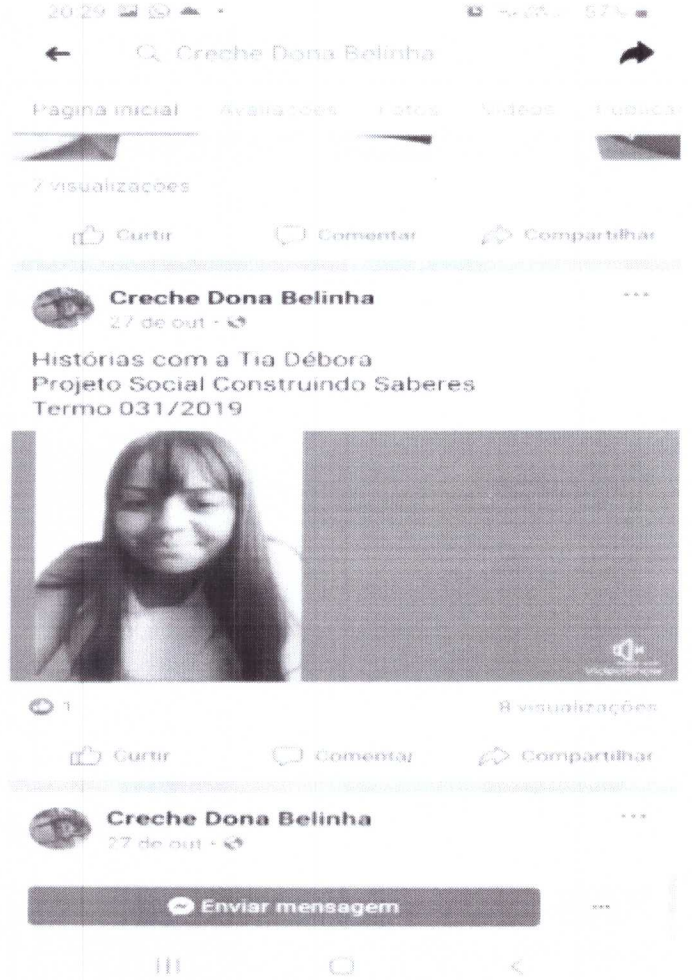 20:29 57%
Creche Dona Belinha
Página inicial Avaliações Fotos Vídeos
7 visualizações
Curtir Comentar Compartilhar
Creche Dona Belinha
27 de out
Histórias com a Tia Débora
Projeto Social Construindo Saberes
Termo 031/2019
VideoShow
1 8 visualizações
Curtir Comentar Compartilhar
Creche Dona Belinha
27 de out
Enviar mensagem